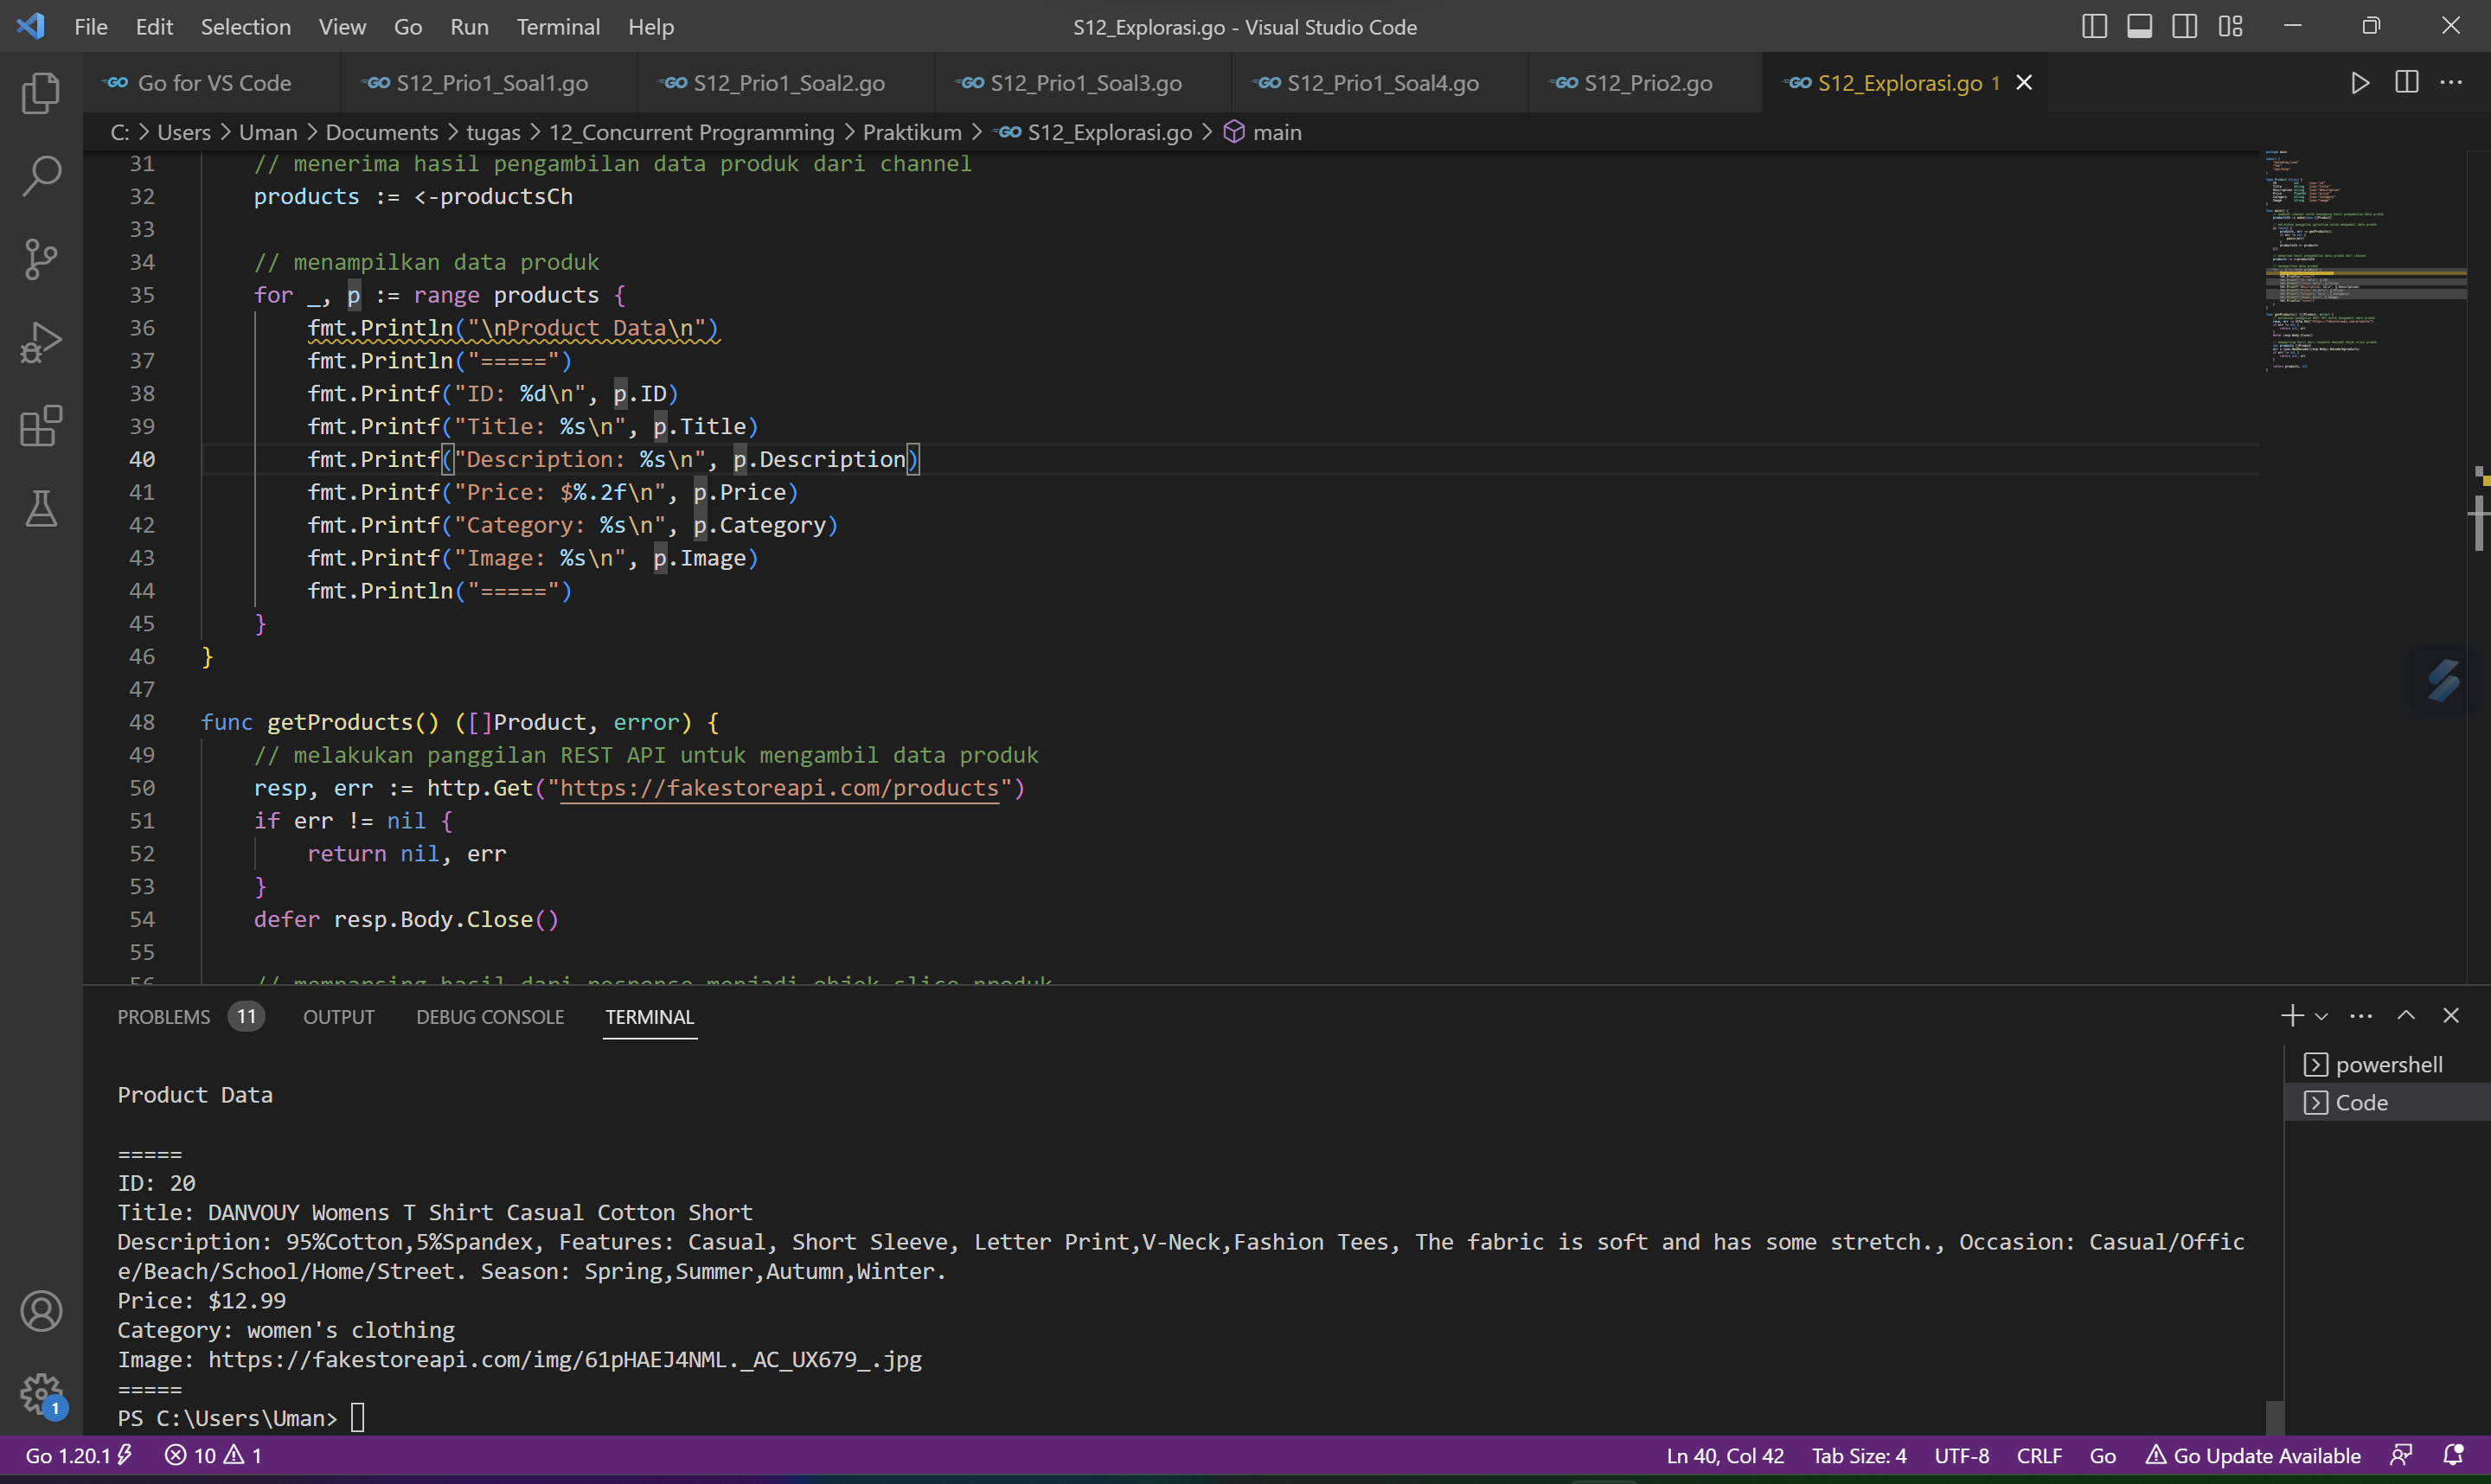 File Edit Selection View Go Run Terminal Help
S12_Explorasi.go - Visual Studio Code
Go for VS Code
S12_Prio1_Soal1.go
S12_Prio1_Soal2.go
S12_Prio1_Soal3.go
S12_Prio1_Soal4.go
S12_Prio2.go
S12_Explorasi.go 1
C: > Users > Uman > Documents > tugas > 12_Concurrent Programming > Praktikum > S12_Explorasi.go > main
31 // menerima hasil pengambilan data produk dari channel
32 products := <-productsCh
33
34 // menampilkan data produk
35 for _, p := range products {
36 fmt.Println("\nProduct Data\n")
37 fmt.Println("=====")
38 fmt.Printf("ID: %d\n", p.ID)
39 fmt.Printf("Title: %s\n", p.Title)
40 fmt.Printf("Description: %s\n", p.Description)
41 fmt.Printf("Price: $%.2f\n", p.Price)
42 fmt.Printf("Category: %s\n", p.Category)
43 fmt.Printf("Image: %s\n", p.Image)
44 fmt.Println("=====")
45 }
46 }
47
48 func getProducts() ([]Product, error) {
49 // melakukan panggilan REST API untuk mengambil data produk
50 resp, err := http.Get("https://fakestoreapi.com/products")
51 if err != nil {
52 return nil, err
53 }
54 defer resp.Body.Close()
55
56 // memparsing hasil dari response menjadi objek slice produk
PROBLEMS 11 OUTPUT DEBUG CONSOLE TERMINAL
powershell
Code
Product Data
=====
ID: 20
Title: DANVOUY Womens T Shirt Casual Cotton Short
Description: 95%Cotton,5%Spandex, Features: Casual, Short Sleeve, Letter Print,V-Neck,Fashion Tees, The fabric is soft and has some stretch., Occasion: Casual/Offic
e/Beach/School/Home/Street. Season: Spring,Summer,Autumn,Winter.
Price: $12.99
Category: women's clothing
Image: https://fakestoreapi.com/img/61pHAEJ4NML._AC_UX679_.jpg
=====
PS C:\Users\Uman>
1
Go 1.20.1 10 1 Ln 40, Col 42 Tab Size: 4 UTF-8 CRLF Go Go Update Available